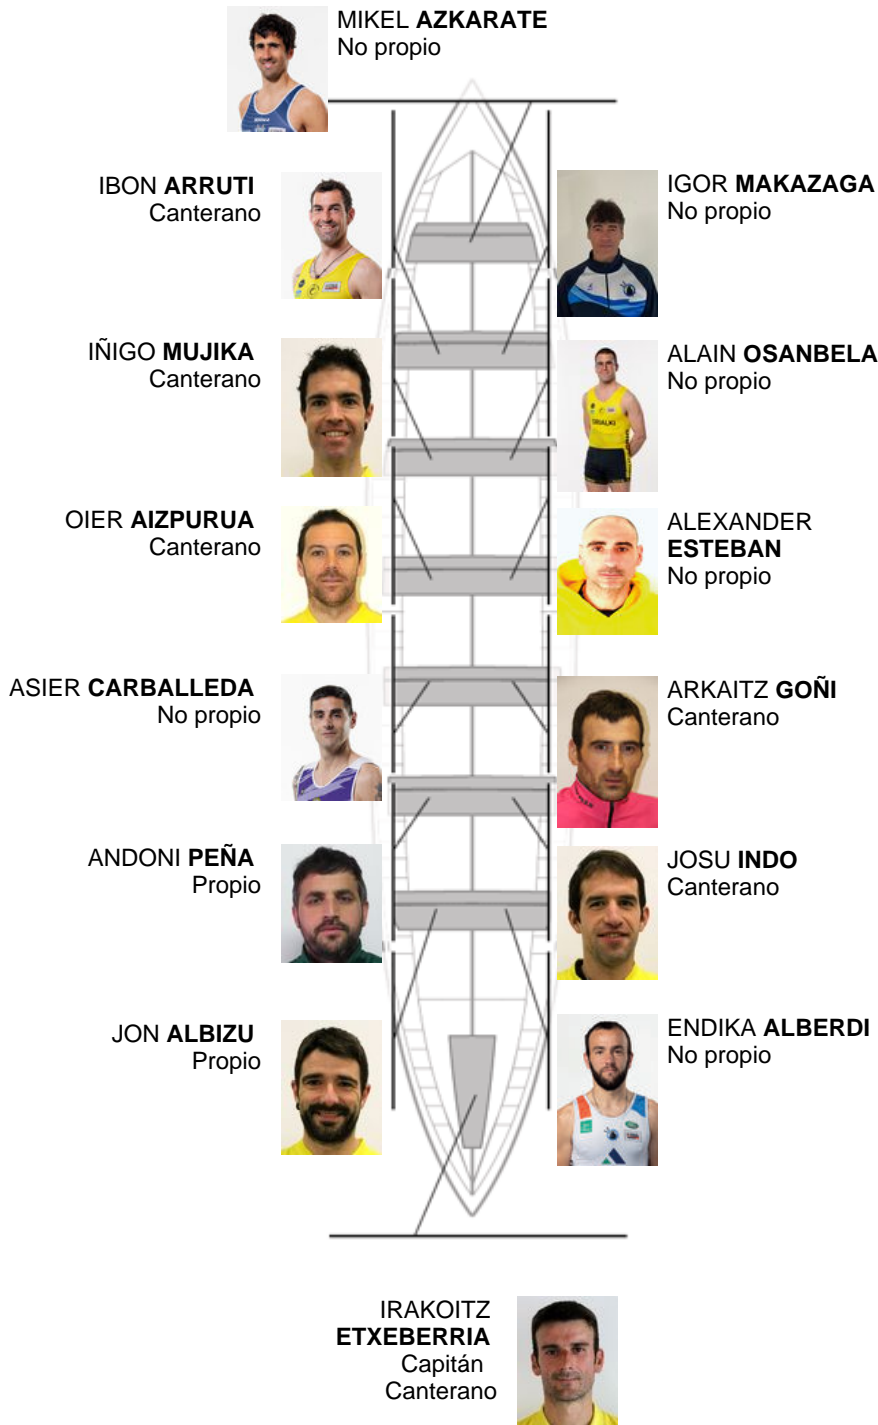 MIKEL AZKARATE
No propio
IBON ARRUTI
Canterano
IGOR MAKAZAGA
No propio
IÑIGO MUJIKA
Canterano
ALAIN OSANBELA
No propio
OIER AIZPURUA
Canterano
ALEXANDER
ESTEBAN
No propio
ASIER CARBALLEDA
No propio
ARKAITZ GOÑI
Canterano
ANDONI PEÑA
Propio
JOSU INDO
Canterano
JON ALBIZU
Propio
ENDIKA ALBERDI
No propio
IRAKOITZ
ETXEBERRIA
Capitán
Canterano